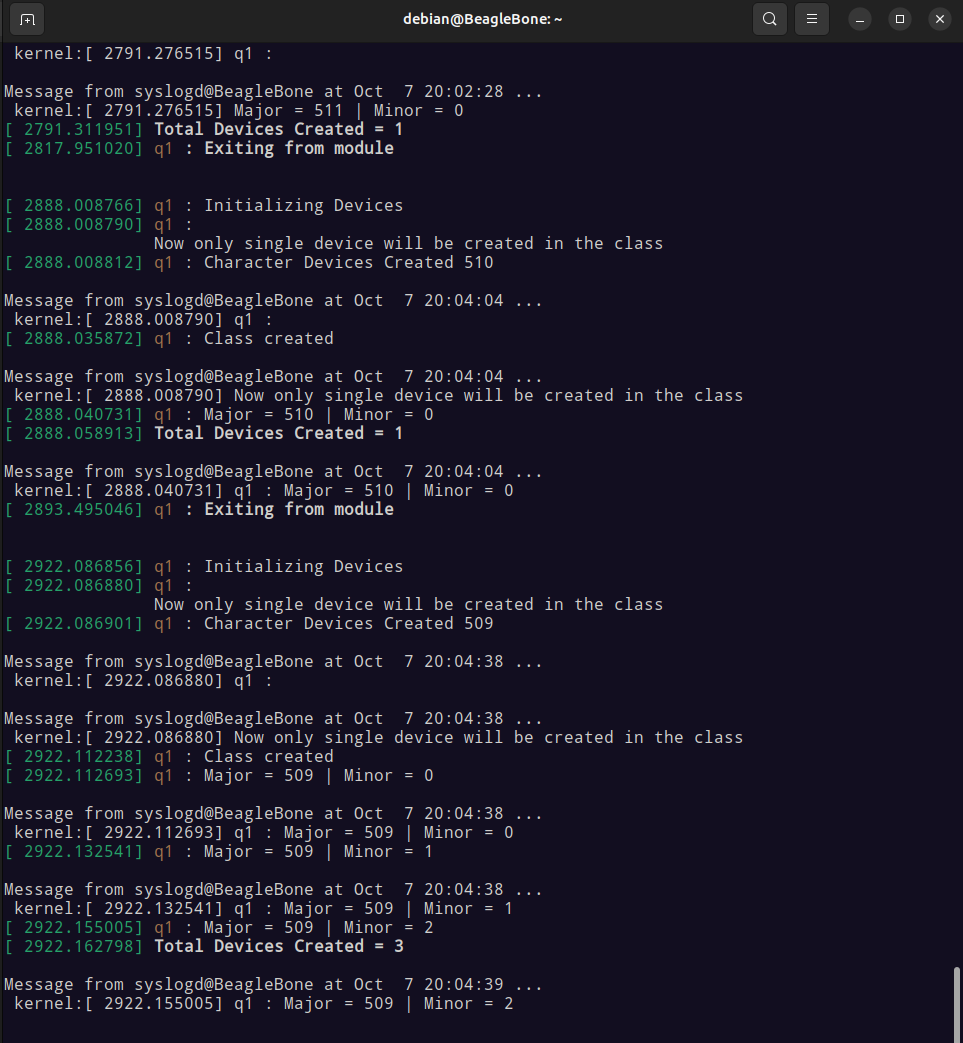 debian@BeagleBone: ~
 kernel:[ 2791.276515] q1 :
Message from syslogd@BeagleBone at Oct  7 20:02:28 ...
 kernel:[ 2791.276515] Major = 511 | Minor = 0
[ 2791.311951] Total Devices Created = 1
[ 2817.951020] q1 : Exiting from module
[ 2888.008766] q1 : Initializing Devices
[ 2888.008790] q1 :
               Now only single device will be created in the class
[ 2888.008812] q1 : Character Devices Created 510
Message from syslogd@BeagleBone at Oct  7 20:04:04 ...
 kernel:[ 2888.008790] q1 :
[ 2888.035872] q1 : Class created
Message from syslogd@BeagleBone at Oct  7 20:04:04 ...
 kernel:[ 2888.008790] Now only single device will be created in the class
[ 2888.040731] q1 : Major = 510 | Minor = 0
[ 2888.058913] Total Devices Created = 1
Message from syslogd@BeagleBone at Oct  7 20:04:04 ...
 kernel:[ 2888.040731] q1 : Major = 510 | Minor = 0
[ 2893.495046] q1 : Exiting from module
[ 2922.086856] q1 : Initializing Devices
[ 2922.086880] q1 :
               Now only single device will be created in the class
[ 2922.086901] q1 : Character Devices Created 509
Message from syslogd@BeagleBone at Oct  7 20:04:38 ...
 kernel:[ 2922.086880] q1 :
Message from syslogd@BeagleBone at Oct  7 20:04:38 ...
 kernel:[ 2922.086880] Now only single device will be created in the class
[ 2922.112238] q1 : Class created
[ 2922.112693] q1 : Major = 509 | Minor = 0
Message from syslogd@BeagleBone at Oct  7 20:04:38 ...
 kernel:[ 2922.112693] q1 : Major = 509 | Minor = 0
[ 2922.132541] q1 : Major = 509 | Minor = 1
Message from syslogd@BeagleBone at Oct  7 20:04:38 ...
 kernel:[ 2922.132541] q1 : Major = 509 | Minor = 1
[ 2922.155005] q1 : Major = 509 | Minor = 2
[ 2922.162798] Total Devices Created = 3
Message from syslogd@BeagleBone at Oct  7 20:04:39 ...
 kernel:[ 2922.155005] q1 : Major = 509 | Minor = 2